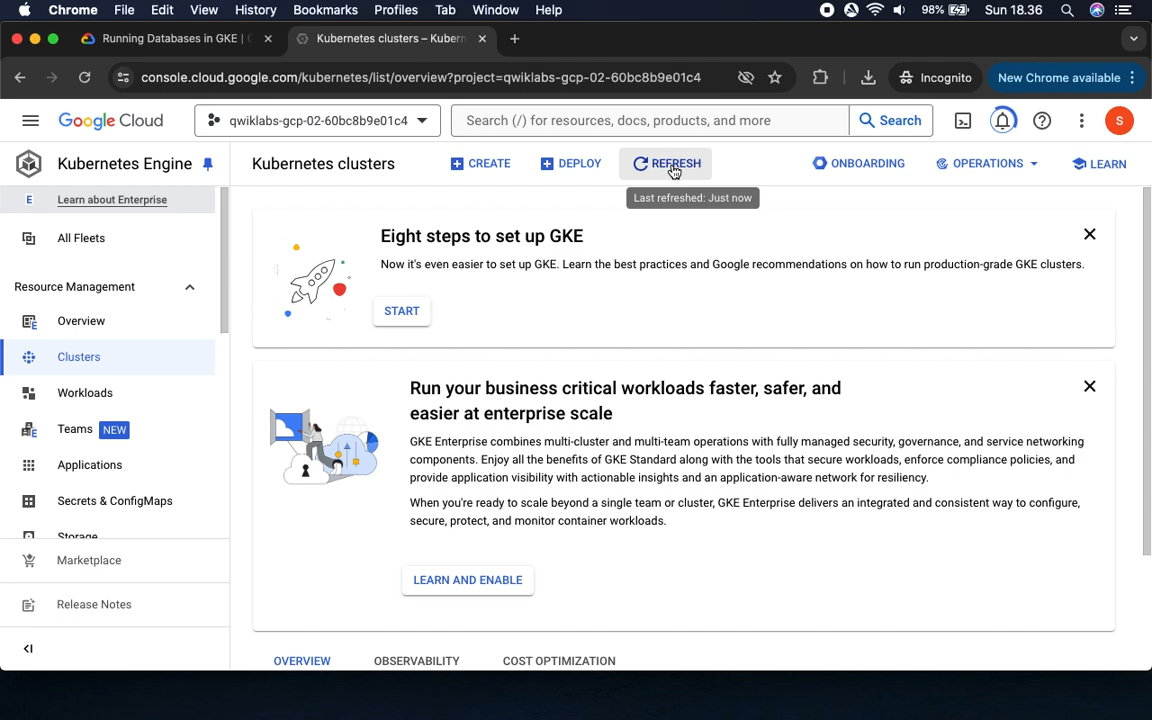 Chrome File Edit View History Bookmarks Profiles Tab Window Help 98% Sun 18.36
Running Databases in GKE |
Kubernetes clusters – Kubern
console.cloud.google.com/kubernetes/list/overview?project=qwiklabs-gcp-02-60bc8b9e01c4
Incognito
New Chrome available
Google Cloud
qwiklabs-gcp-02-60bc8b9e01c4
Search (/) for resources, docs, products, and more
Search
S
Kubernetes Engine
Kubernetes clusters
CREATE
DEPLOY
REFRESH
ONBOARDING
OPERATIONS
LEARN
Last refreshed: Just now
E Learn about Enterprise
All Fleets
Resource Management
Overview
Clusters
Workloads
Teams NEW
Applications
Secrets & ConfigMaps
Storage
Marketplace
Release Notes
Eight steps to set up GKE
Now it's even easier to set up GKE. Learn the best practices and Google recommendations on how to run production-grade GKE clusters.
START
Run your business critical workloads faster, safer, and
easier at enterprise scale
GKE Enterprise combines multi-cluster and multi-team operations with fully managed security, governance, and service networking
components. Enjoy all the benefits of GKE Standard along with the tools that secure workloads, enforce compliance policies, and
provide application visibility with actionable insights and an application-aware network for resiliency.
When you're ready to scale beyond a single team or cluster, GKE Enterprise delivers an integrated and consistent way to configure,
secure, protect, and monitor container workloads.
LEARN AND ENABLE
OVERVIEW
OBSERVABILITY
COST OPTIMIZATION